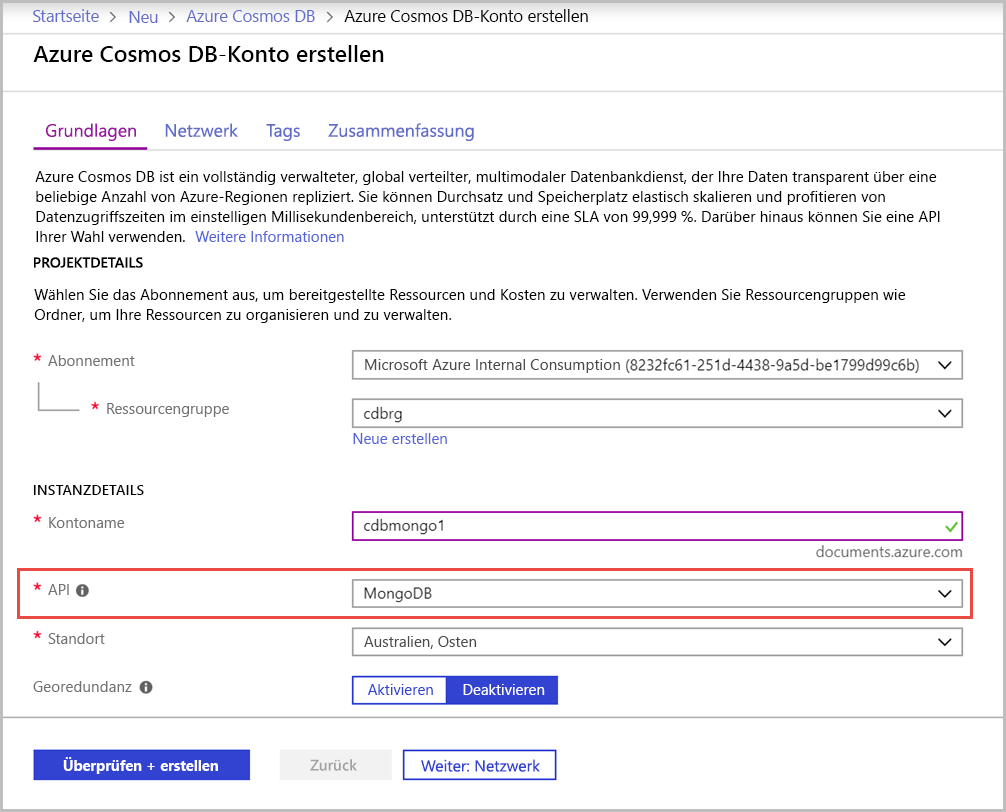 Startseite > Neu > Azure Cosmos DB > Azure Cosmos DB-Konto erstellen
Azure Cosmos DB-Konto erstellen
Grundlagen Netzwerk Tags Zusammenfassung
Azure Cosmos DB ist ein vollständig verwalteter, global verteilter, multimodaler Datenbankdienst, der Ihre Daten transparent über eine
beliebige Anzahl von Azure-Regionen repliziert. Sie können Durchsatz und Speicherplatz elastisch skalieren und profitieren von
Datenzugriffszeiten im einstelligen Millisekundenbereich, unterstützt durch eine SLA von 99,999 %. Darüber hinaus können Sie eine API
Ihrer Wahl verwenden. Weitere Informationen
PROJEKTDETAILS
Wählen Sie das Abonnement aus, um bereitgestellte Ressourcen und Kosten zu verwalten. Verwenden Sie Ressourcengruppen wie
Ordner, um Ihre Ressourcen zu organisieren und zu verwalten.
* Abonnement Microsoft Azure Internal Consumption (8232fc61-251d-4438-9a5d-be1799d99c6b)
* Ressourcengruppe cdbrg
Neue erstellen
INSTANZDETAILS
* Kontoname cdbmongo1
documents.azure.com
* API MongoDB
* Standort Australien, Osten
Georedundanz Aktivieren Deaktivieren
Überprüfen + erstellen Zurück Weiter: Netzwerk